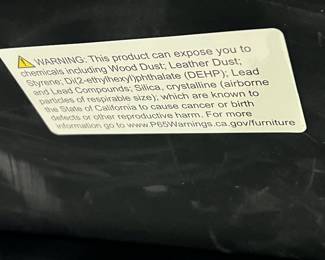 WARNING: This product can expose you to
chemicals including Wood Dust; Leather Dust;
Styrene; Di(2-ethylhexyl)phthalate (DEHP); Lead
and Lead Compounds; Silica, crystalline (airborne
particles of respirable size); which are known to
the State of California to cause cancer or birth
defects or other reproductive harm. For more
information go to www.P65Warnings.ca.gov/furniture